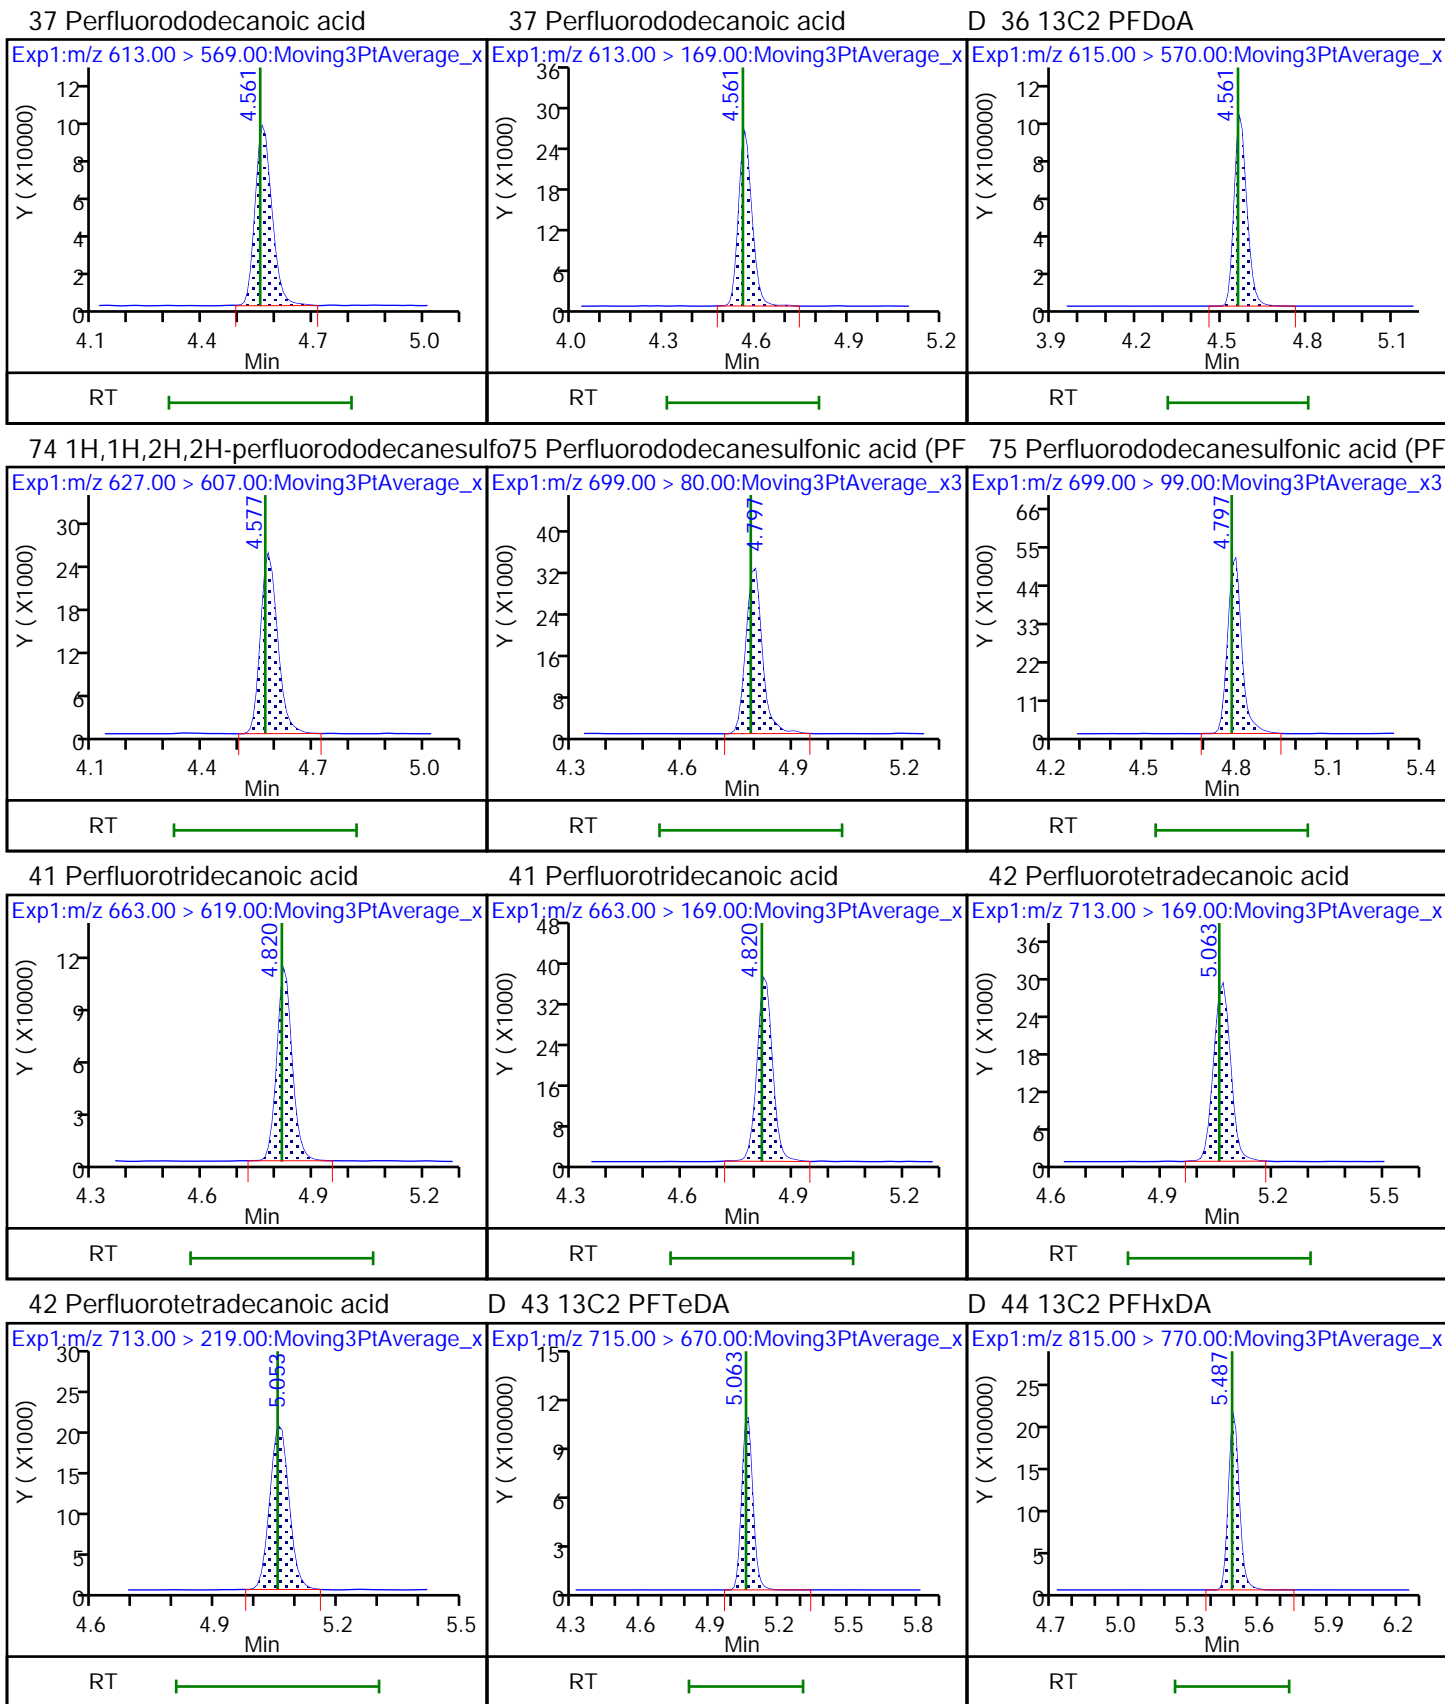 37 Perfluorododecanoic acid
Exp1:m/z 613.00 > 569.00:Moving3PtAverage_x
4.561
Y ( X10000)
12
10
8
6
4
2
0
4.1 4.4 4.7 5.0
Min
RT
37 Perfluorododecanoic acid
Exp1:m/z 613.00 > 169.00:Moving3PtAverage_x
4.561
Y ( X1000)
36
30
24
18
12
6
0
4.0 4.3 4.6 4.9 5.2
Min
RT
D 36 13C2 PFDoA
Exp1:m/z 615.00 > 570.00:Moving3PtAverage_x
4.561
Y ( X100000)
12
10
8
6
4
2
0
3.9 4.2 4.5 4.8 5.1
Min
RT
74 1H,1H,2H,2H-perfluorododecanesulfo
Exp1:m/z 627.00 > 607.00:Moving3PtAverage_x
4.577
Y ( X1000)
30
24
18
12
6
0
4.1 4.4 4.7 5.0
Min
RT
75 Perfluorododecanesulfonic acid (PF
Exp1:m/z 699.00 > 80.00:Moving3PtAverage_x3
4.797
Y ( X1000)
40
32
24
16
8
0
4.3 4.6 4.9 5.2
Min
RT
75 Perfluorododecanesulfonic acid (PF
Exp1:m/z 699.00 > 99.00:Moving3PtAverage_x3
4.797
Y ( X1000)
66
55
44
33
22
11
0
4.2 4.5 4.8 5.1 5.4
Min
RT
41 Perfluorotridecanoic acid
Exp1:m/z 663.00 > 619.00:Moving3PtAverage_x
4.820
Y ( X10000)
12
9
6
3
0
4.3 4.6 4.9 5.2
Min
RT
41 Perfluorotridecanoic acid
Exp1:m/z 663.00 > 169.00:Moving3PtAverage_x
4.820
Y ( X1000)
48
40
32
24
16
8
0
4.3 4.6 4.9 5.2
Min
RT
42 Perfluorotetradecanoic acid
Exp1:m/z 713.00 > 169.00:Moving3PtAverage_x
5.063
Y ( X1000)
36
30
24
18
12
6
0
4.6 4.9 5.2 5.5
Min
RT
42 Perfluorotetradecanoic acid
Exp1:m/z 713.00 > 219.00:Moving3PtAverage_x
5.053
Y ( X1000)
30
25
20
15
10
5
0
4.6 4.9 5.2 5.5
Min
RT
D 43 13C2 PFTeDA
Exp1:m/z 715.00 > 670.00:Moving3PtAverage_x
5.063
Y ( X100000)
15
12
9
6
3
0
4.3 4.6 4.9 5.2 5.5 5.8
Min
RT
D 44 13C2 PFHxDA
Exp1:m/z 815.00 > 770.00:Moving3PtAverage_x
5.487
Y ( X100000)
25
20
15
10
5
0
4.7 5.0 5.3 5.6 5.9 6.2
Min
RT